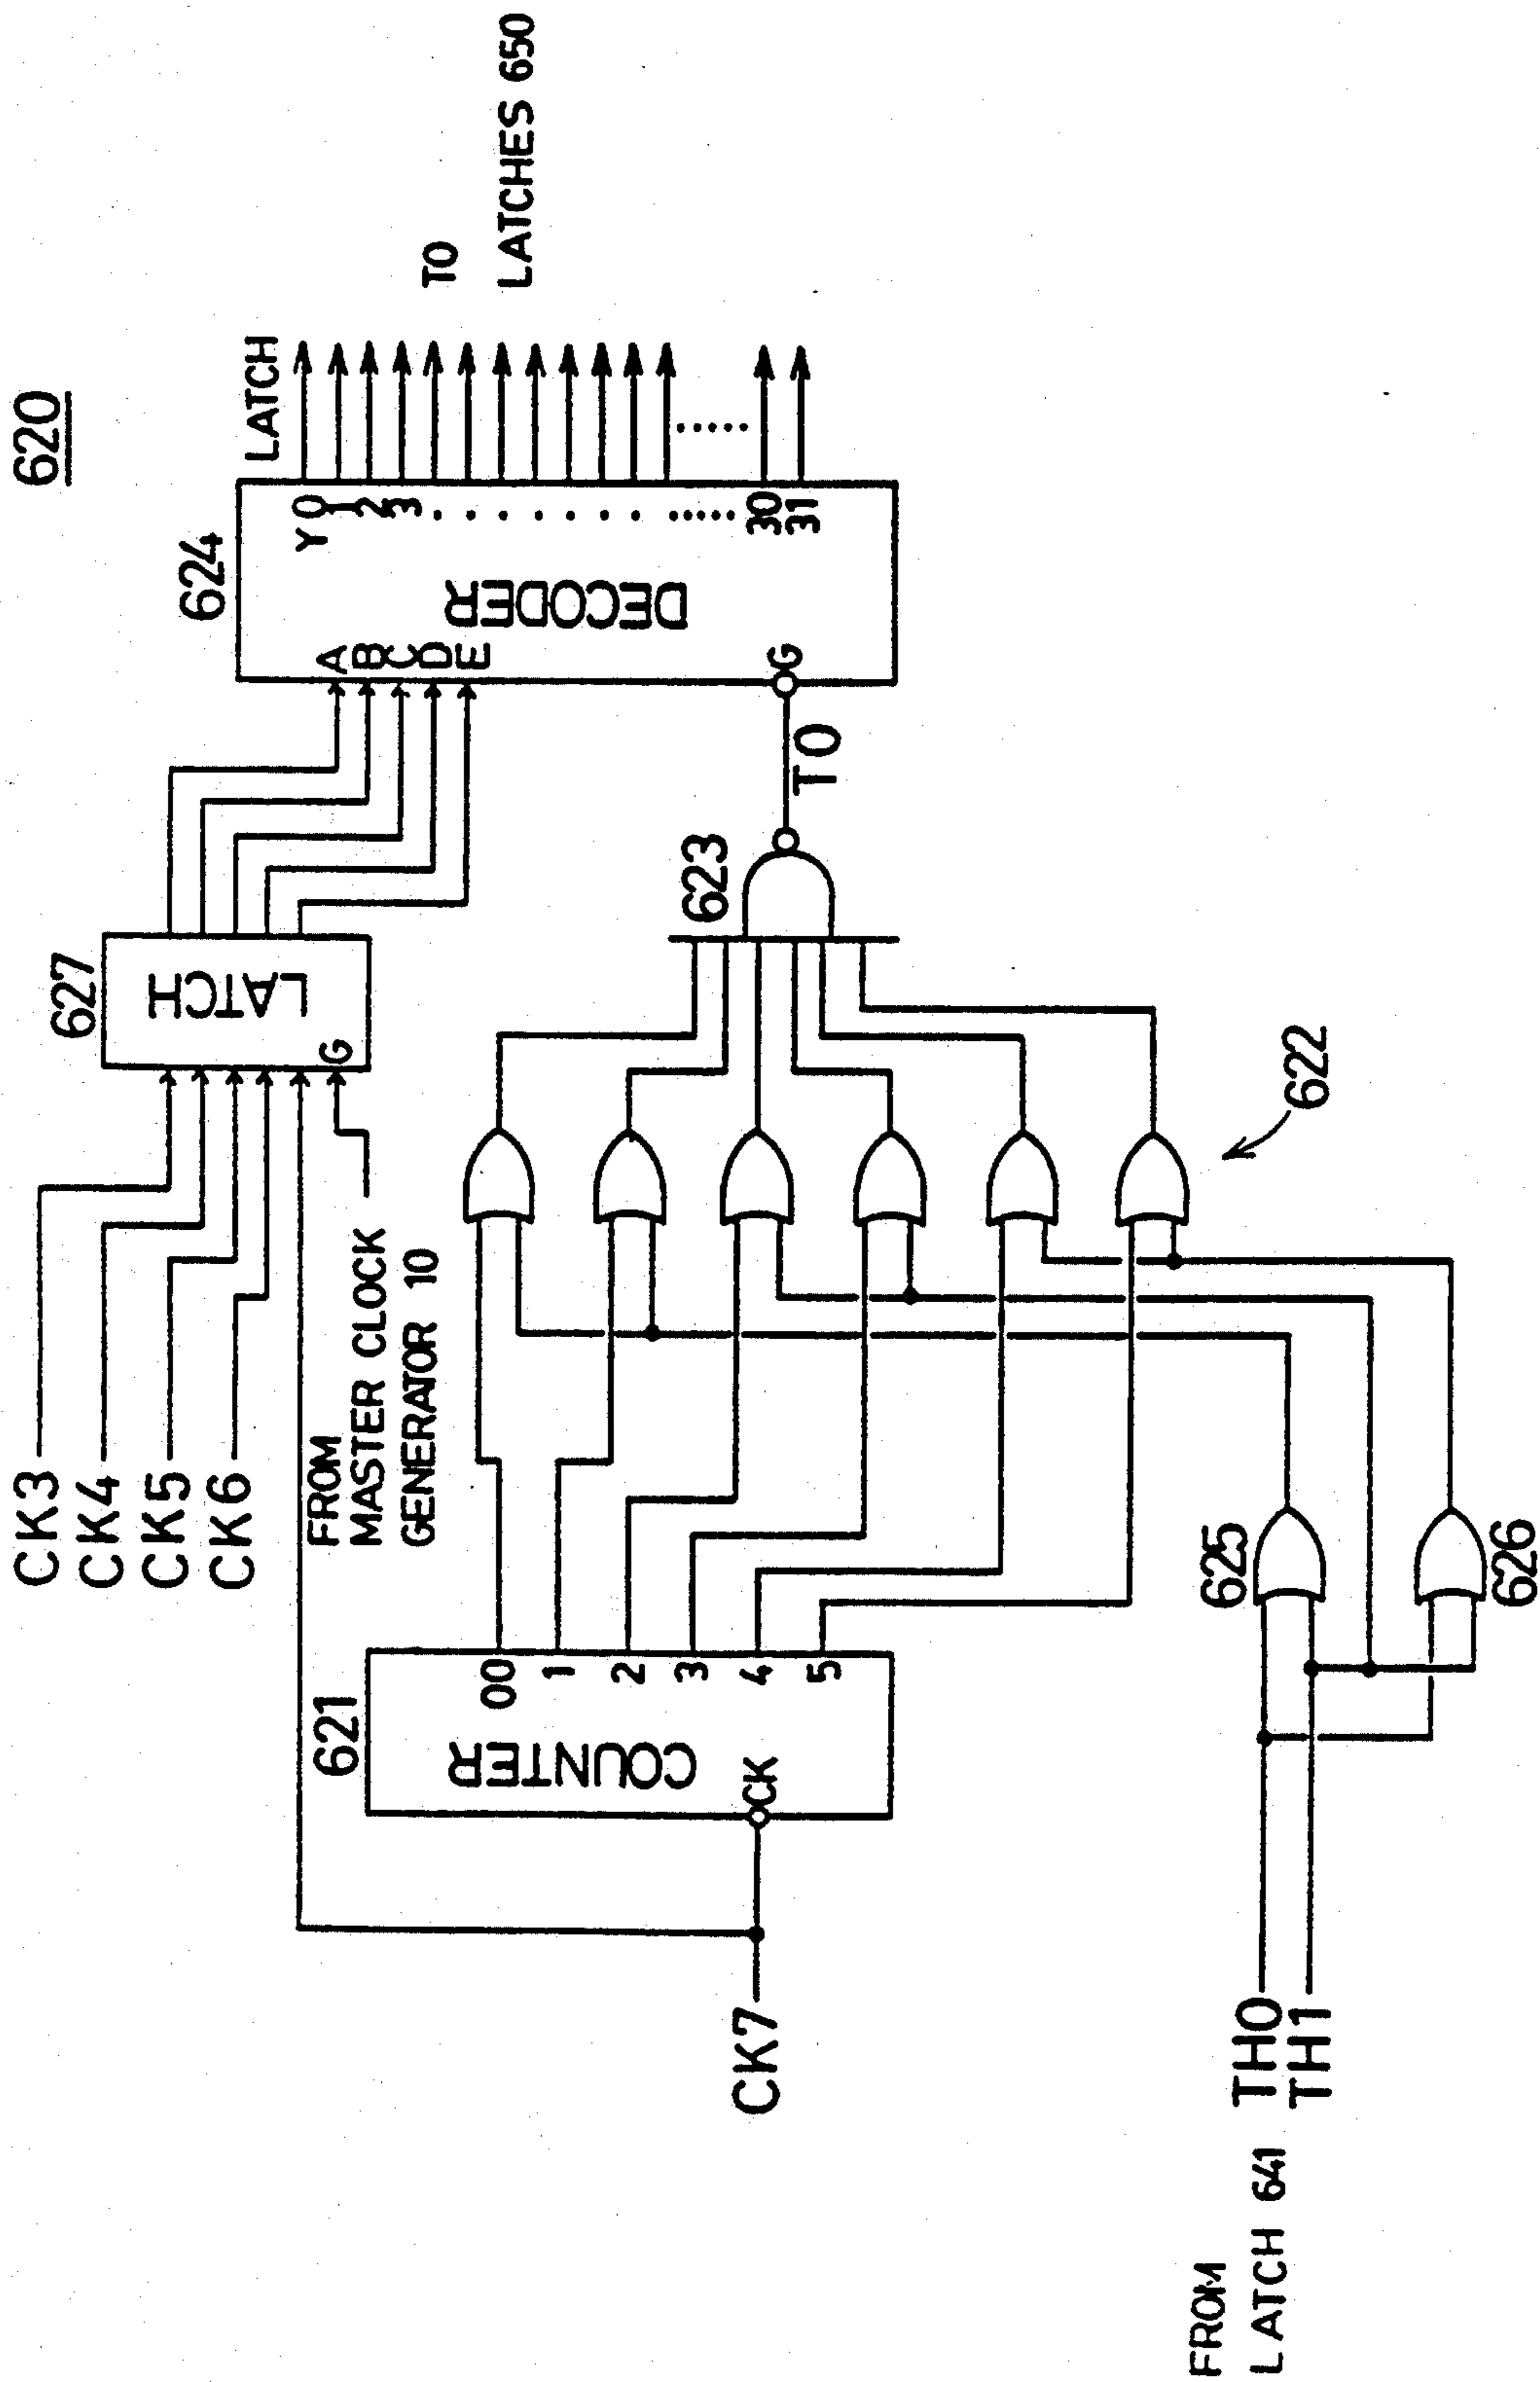 620
CK3
CK4
CK5
CK6
627
LATCH
G
FROM
MASTER CLOCK
GENERATOR 10
624
DECODER
A
B
C
D
E
G
Y 0
1
2
3
30
31
LATCH
TO
LATCHES 650
621
COUNTER
CK
00
1
2
3
4
5
CK7
623
TO
622
625
626
FROM
LATCH 641
TH0
TH1